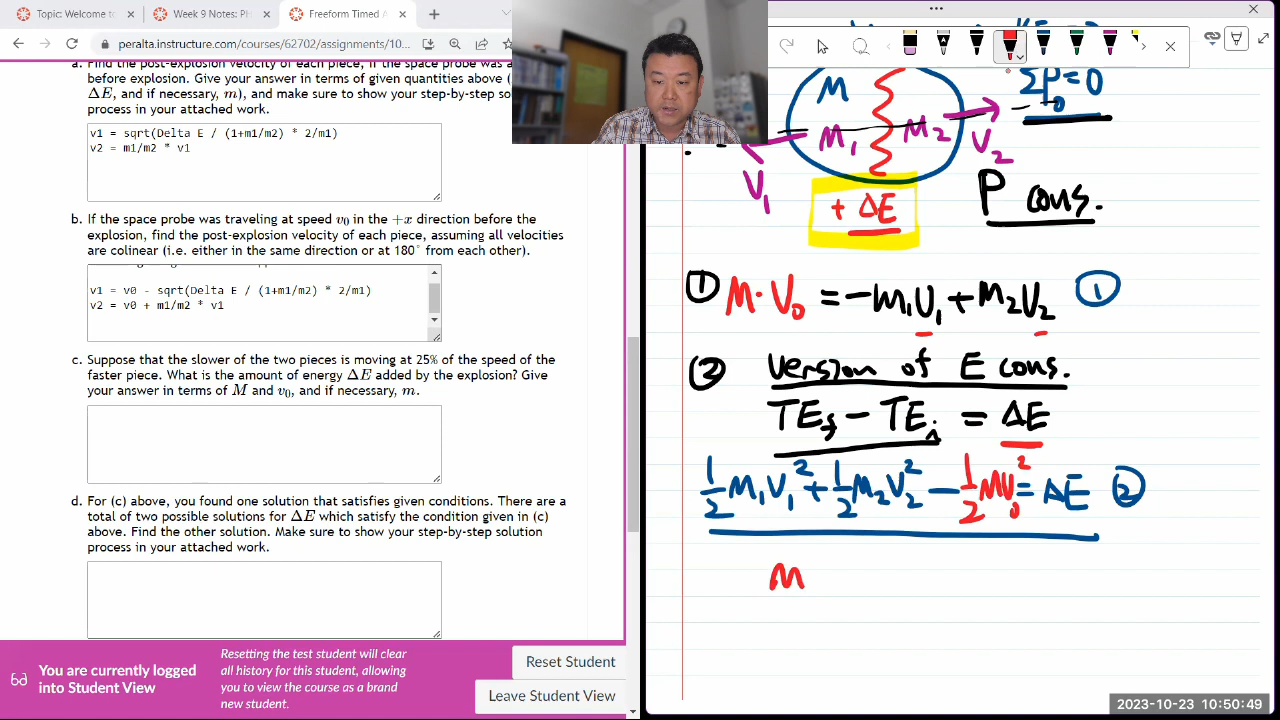 Topic: Welcome to
Week 9 Notes: PH
Freeform Timed A
peralta.instructure.com/course/62
assignments/10...
a. Find the post-explosion velocity of each piece, if the space probe was a
before explosion. Give your answer in terms of given quantities above (
ΔE, and if necessary, m), and make sure to show your step-by-step so
process in your attached work.
v1 = sqrt(Delta E / (1+m1/m2) * 2/m1)
= m1/m2 * v1
b. If the space probe was traveling at speed v₀ in the +x direction before the
explosion, find the post-explosion velocity of each piece, assuming all velocities
are colinear (i.e. either in the same direction or at 180° from each other).
v1 = v0 - sqrt(Delta E / (1+m1/m2) * 2/m1)
v2 = v0 + m1/m2 * v1
c. Suppose that the slower of the two pieces is moving at 25% of the speed of the
faster piece. What is the amount of energy ΔE added by the explosion? Give
your answer in terms of M and v₀, and if necessary, m.
d. For (c) above, you found one solution that satisfies given conditions. There are a
total of two possible solutions for ΔE which satisfy the condition given in (c)
above. Find the other solution. Make sure to show your step-by-step solution
process in your attached work.
You are currently logged
into Student View
Resetting the test student will clear
all history for this student, allowing
you to view the course as a brand
new student.
Reset Student
Leave Student View
M
ΣP₀=0
M₁
M₂
V₁
V₂
+ ΔE
P cons.
① M·V₀ = -M₁V₁ + M₂V₂ ①
② Version of E cons.
TE_f - TE_i = ΔE
½M₁V₁² + ½M₂V₂² - ½MV₀² = ΔE ②
M
2023-10-23 10:50:49